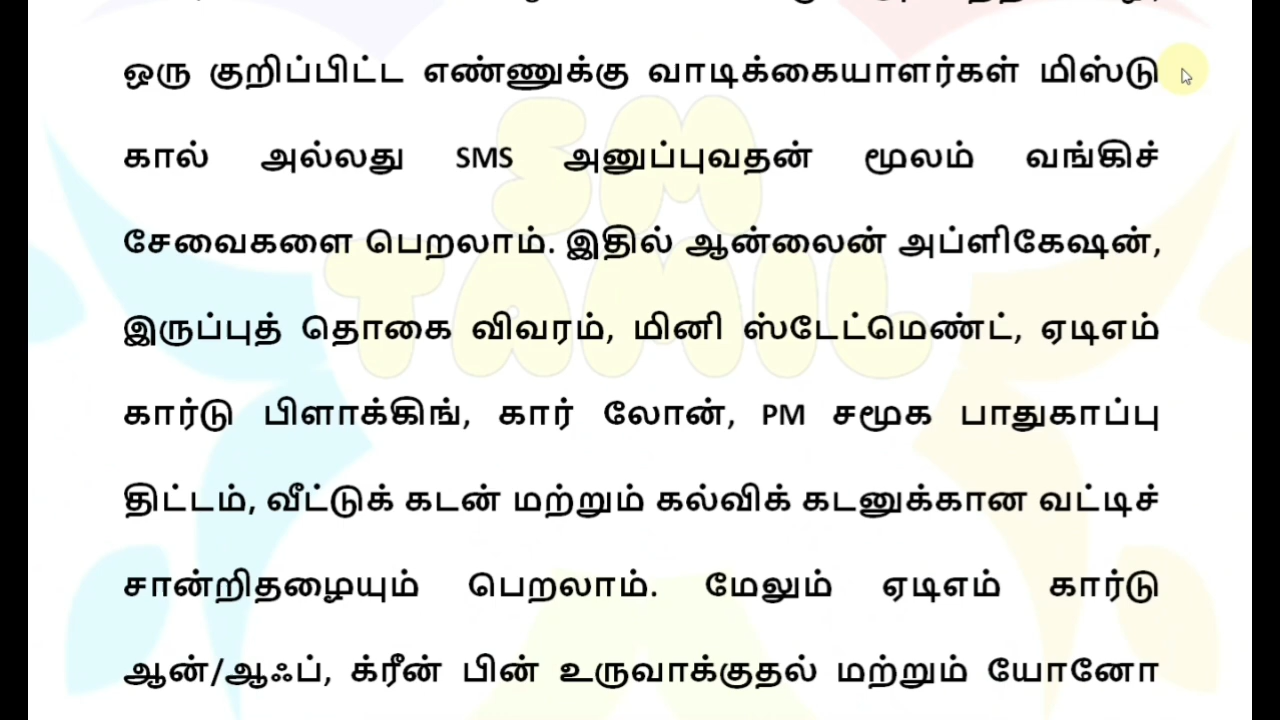 ஒரு குறிப்பிட்ட எண்ணுக்கு வாடிக்கையாளர்கள் மிஸ்டு
கால் அல்லது SMS அனுப்புவதன் மூலம் வங்கிச்
சேவைகளை பெறலாம். இதில் ஆன்லைன் அப்ளிகேஷன்,
இருப்புத் தொகை விவரம், மினி ஸ்டேட்மெண்ட், ஏடிஎம்
கார்டு பிளாக்கிங், கார் லோன், PM சமூக பாதுகாப்பு
திட்டம், வீட்டுக் கடன் மற்றும் கல்விக் கடனுக்கான வட்டிச்
சான்றிதழையும் பெறலாம். மேலும் ஏடிஎம் கார்டு
ஆன்/ஆஃப், க்ரீன் பின் உருவாக்குதல் மற்றும் யோனோ
SM
TAMIL